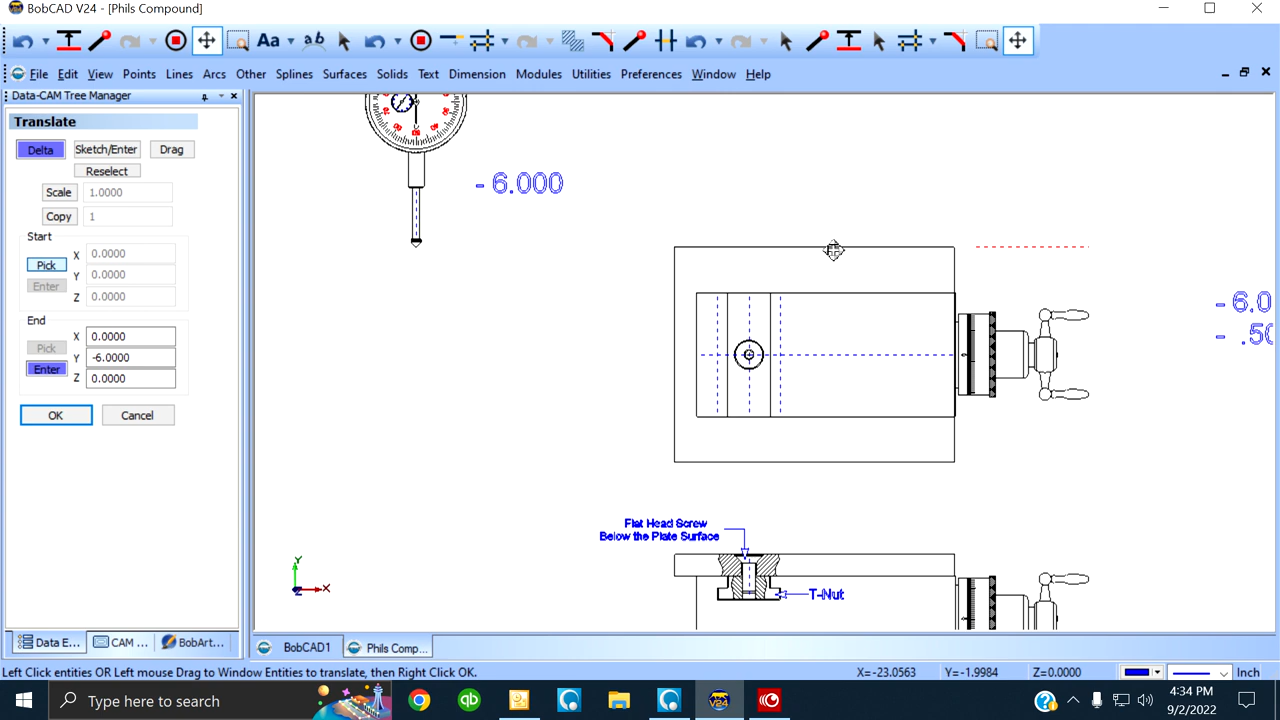 BobCAD V24 - [Phils Compound]
Aa
ab
File Edit View Points Lines Arcs Other Splines Surfaces Solids Text Dimension Modules Utilities Preferences Window Help
Data-CAM Tree Manager
Translate
Delta Sketch/Enter Drag
Reselect
Scale 1.0000
Copy 1
Start
Pick X 0.0000
Y 0.0000
Enter
Z 0.0000
End
X 0.0000
Pick
Y -6.0000
Enter
Z 0.0000
OK Cancel
- 6.000
- 6.0
- .50
Flat Head Screw
Below the Plate Surface
T-Nut
Y
X
Z
Data E... CAM ... BobArt...
BobCAD1 Phils Comp...
Left Click entities OR Left mouse Drag to Window Entities to translate, then Right Click OK.
X=-23.0563 Y=-1.9984 Z=0.0000 Inch
Type here to search
qb
V24
4:34 PM
9/2/2022